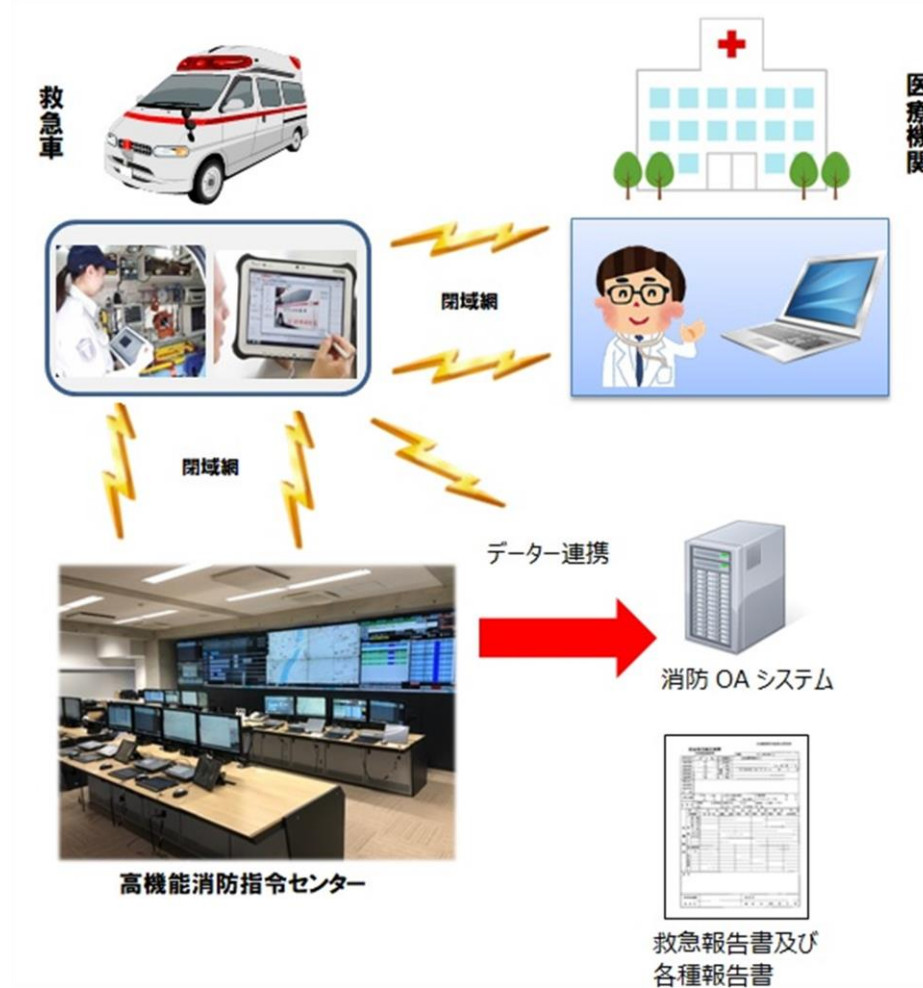 救急車
医療機関
閉域網
閉域網
データー連携
消防 OA システム
高機能消防指令センター
救急報告書及び
各種報告書